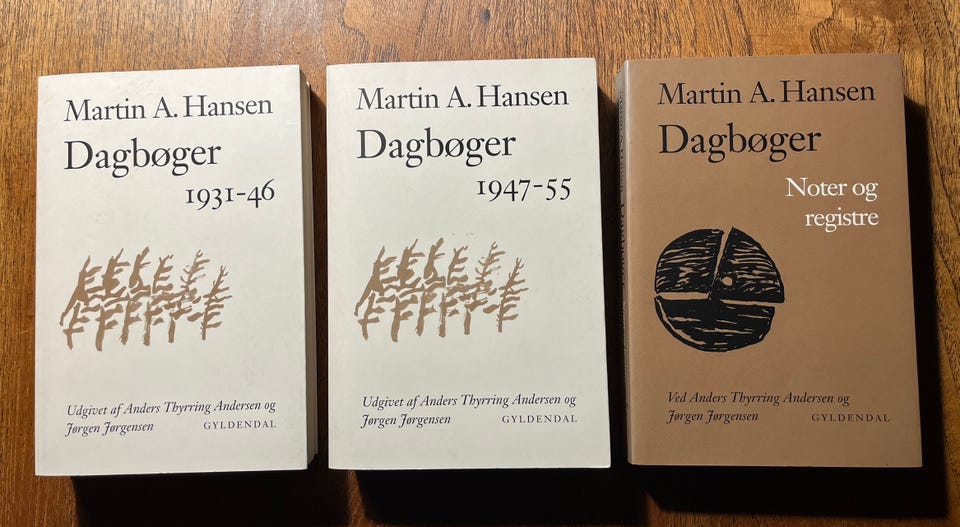 Martin A. Hansen
Dagbøger
1931-46
Udgivet af Anders Thyrring Andersen og
Jørgen Jørgensen
GYLDENDAL
Martin A. Hansen
Dagbøger
1947-55
Udgivet af Anders Thyrring Andersen og
Jørgen Jørgensen
GYLDENDAL
Martin A. Hansen
Dagbøger
Noter og
registre
Ved Anders Thyrring Andersen og
Jørgen Jørgensen
GYLDENDAL